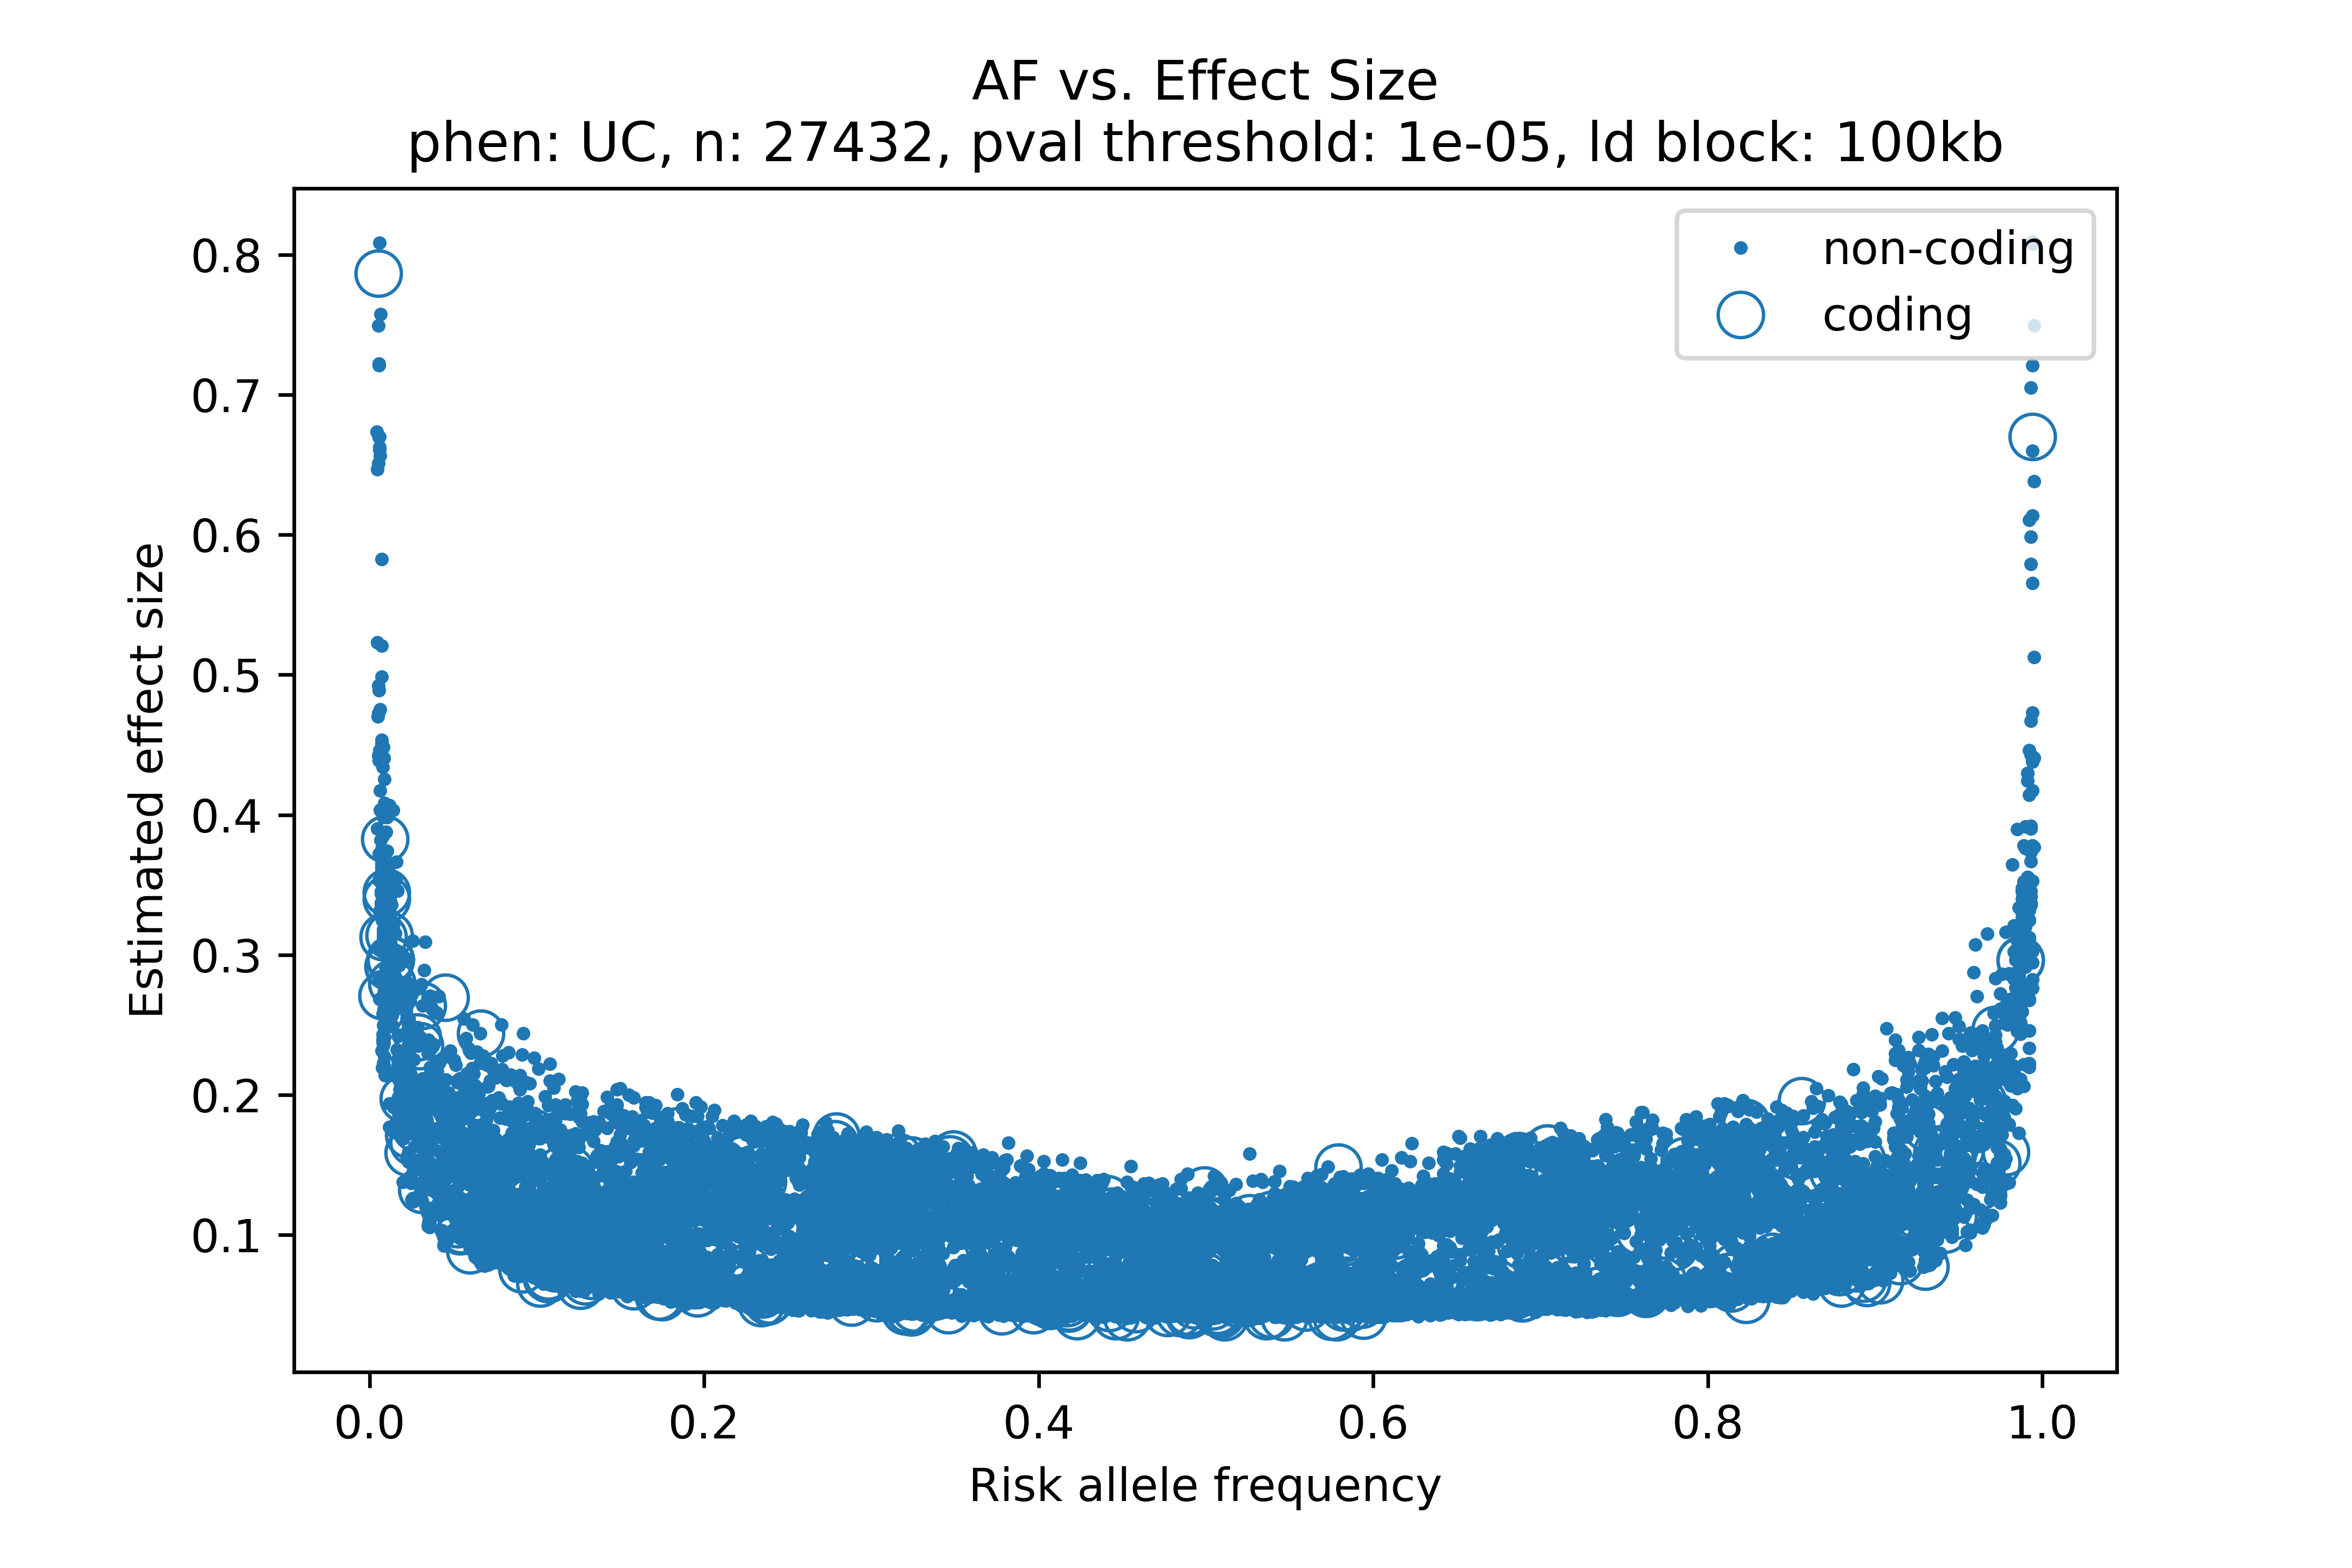 AF vs. Effect Size
phen: UC, n: 27432, pval threshold: 1e-05, ld block: 100kb
non-coding
coding
0.8
0.7
0.6
0.5
0.4
0.3
0.2
0.1
Estimated effect size
0.0 0.2 0.4 0.6 0.8 1.0
Risk allele frequency